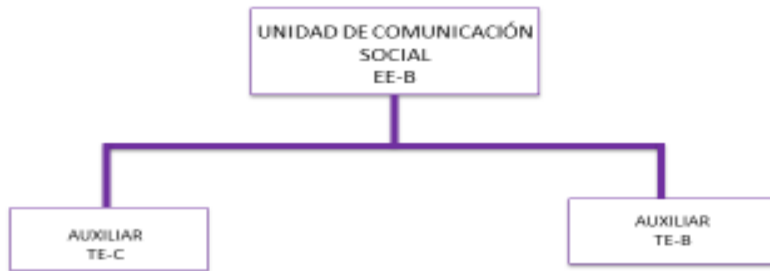 UNIDAD DE COMUNICACIÓN
SOCIAL
EE-B
AUXILIAR
TE-C
AUXILIAR
TE-B